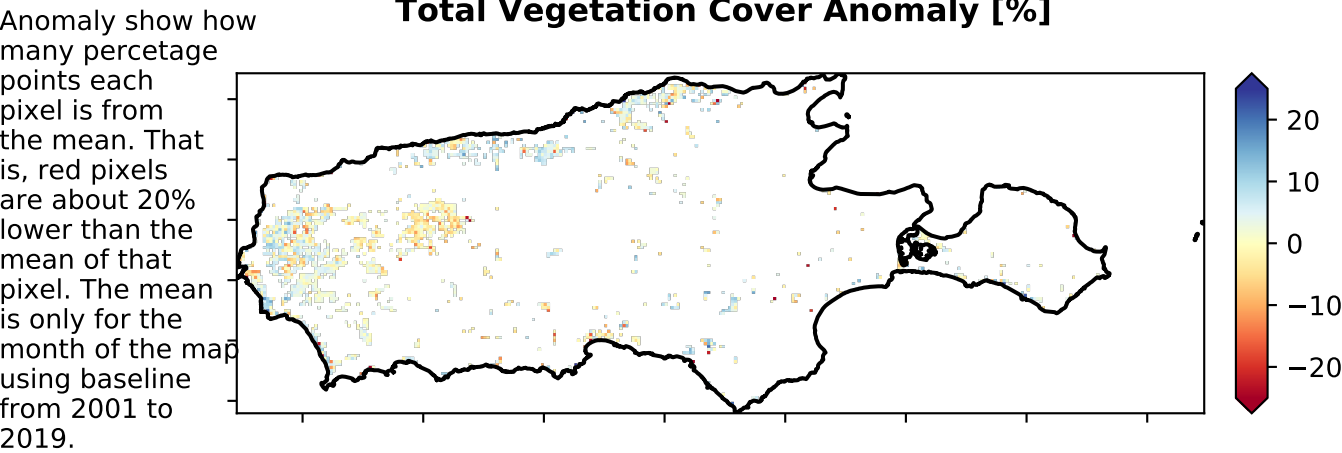 Total Vegetation Cover Anomaly [%]
Anomaly show how
many percetage
points each
pixel is from
the mean. That
is, red pixels
are about 20%
lower than the
mean of that
pixel. The mean
is only for the
month of the map
using baseline
from 2001 to
2019.
20
10
0
−10
−20